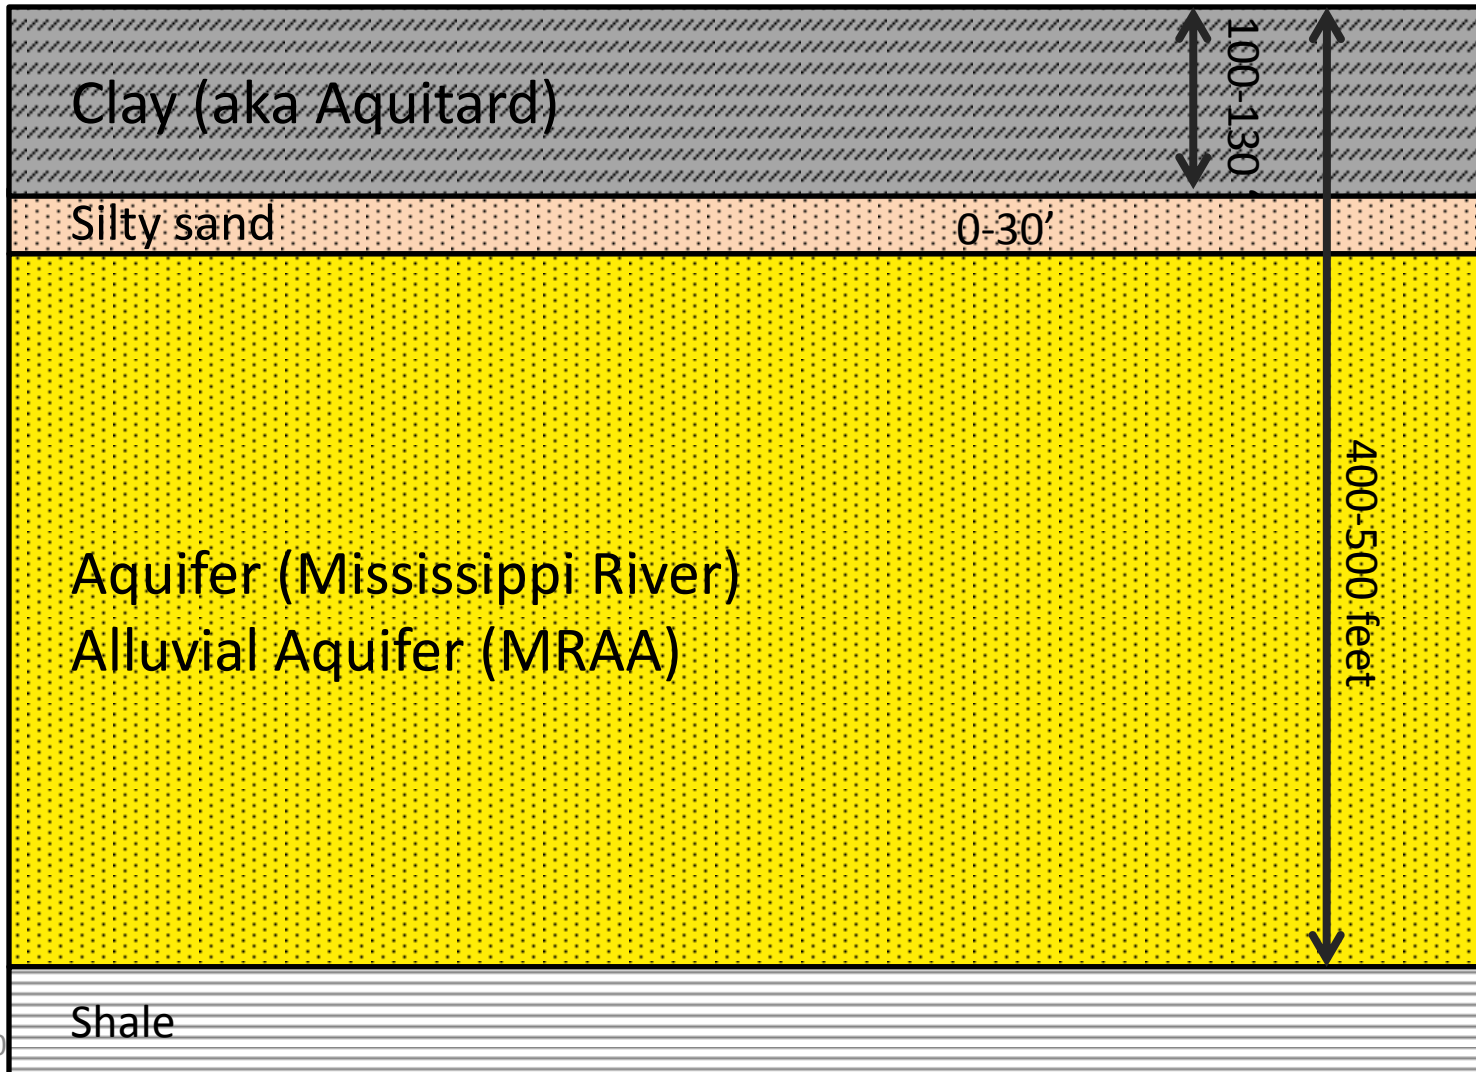 Clay (aka Aquitard)
100-130 ‘
Silty sand
0-30’
Aquifer (Mississippi River)
Alluvial Aquifer (MRAA)
400-500 feet
Shale